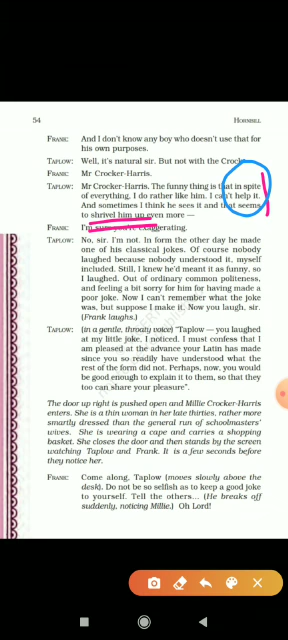 54
HORNBILL
FRANK: And I don't know any boy who doesn't use that for
his own purposes.
TAPLOW: Well, it's natural sir. But not with the Crock
FRANK: Mr Crocker-Harris.
TAPLOW: Mr Crocker-Harris. The funny thing is that in spite
of everything, I do rather like him. I can't help it.
And sometimes I think he sees it and that seems
to shrivel him up even more —
FRANK: I'm sure you're exaggerating.
TAPLOW: No, sir. I'm not. In form the other day he made
one of his classical jokes. Of course nobody
laughed because nobody understood it, myself
included. Still, I knew he'd meant it as funny, so
I laughed. Out of ordinary common politeness,
and feeling a bit sorry for him for having made a
poor joke. Now I can't remember what the joke
was, but suppose I make it. Now you laugh, sir.
(Frank laughs.)
TAPLOW: (in a gentle, throaty voice) "Taplow — you laughed
at my little joke, I noticed. I must confess that I
am pleased at the advance your Latin has made
since you so readily have understood what the
rest of the form did not. Perhaps, now, you would
be good enough to explain it to them, so that they
too can share your pleasure".
The door up right is pushed open and Millie Crocker-Harris
enters. She is a thin woman in her late thirties, rather more
smartly dressed than the general run of schoolmasters'
wives. She is wearing a cape and carries a shopping
basket. She closes the door and then stands by the screen
watching Taplow and Frank. It is a few seconds before
they notice her.
FRANK: Come along, Taplow (moves slowly above the
desk). Do not be so selfish as to keep a good joke
to yourself. Tell the others... (He breaks off
suddenly, noticing Millie.) Oh Lord!